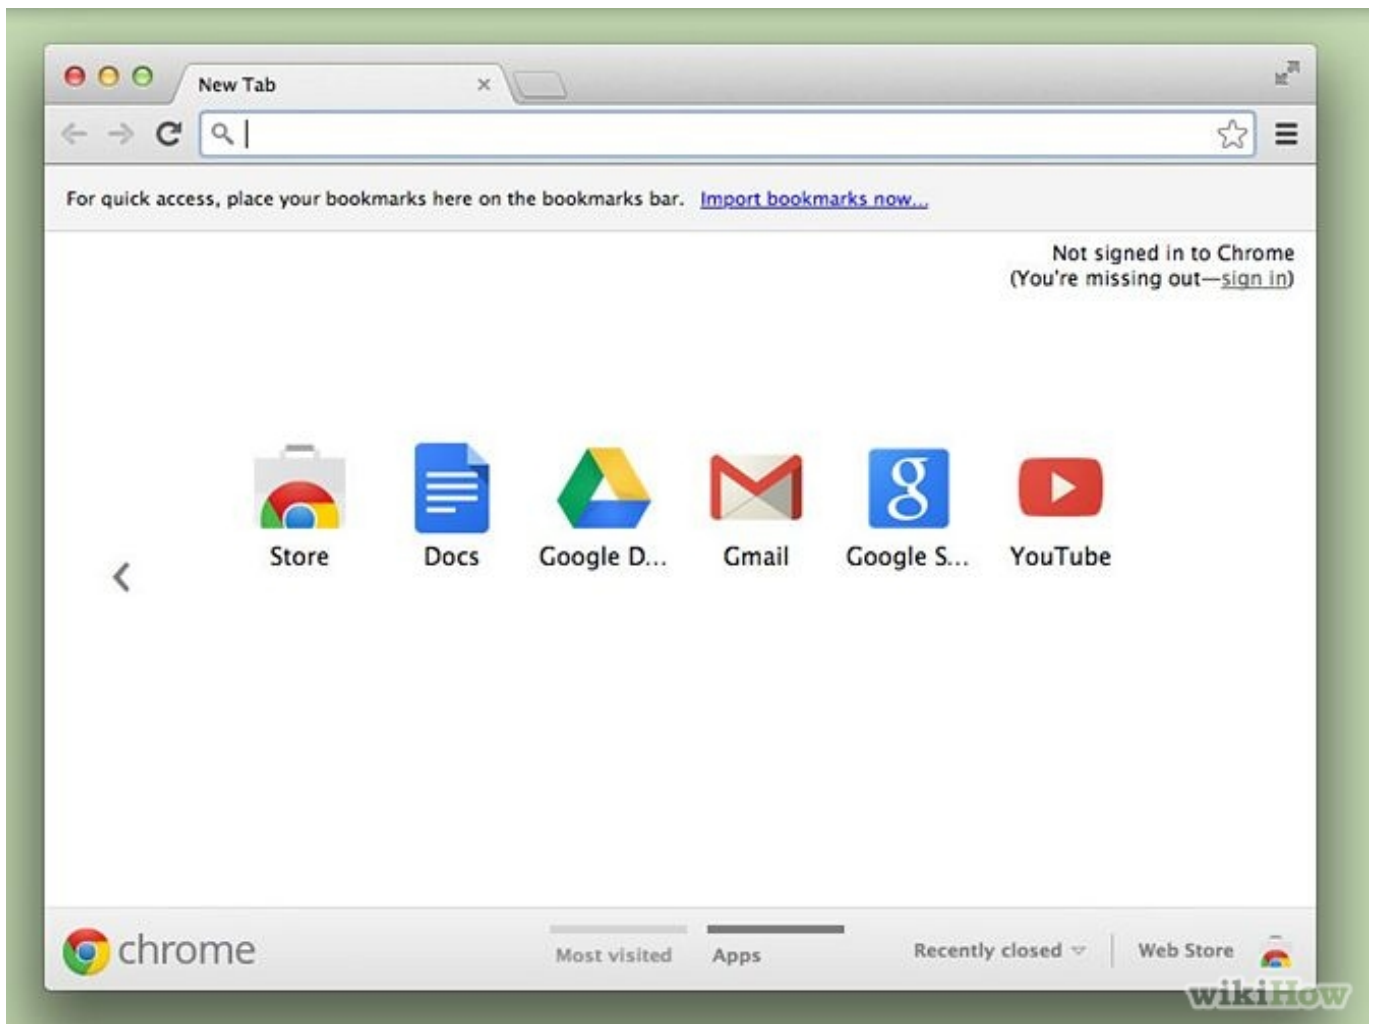 New Tab
For quick access, place your bookmarks here on the bookmarks bar. Import bookmarks now...
Not signed in to Chrome
(You're missing out—sign in)
Store Docs Google D... Gmail Google S... YouTube
chrome Most visited Apps Recently closed Web Store
wikiHow